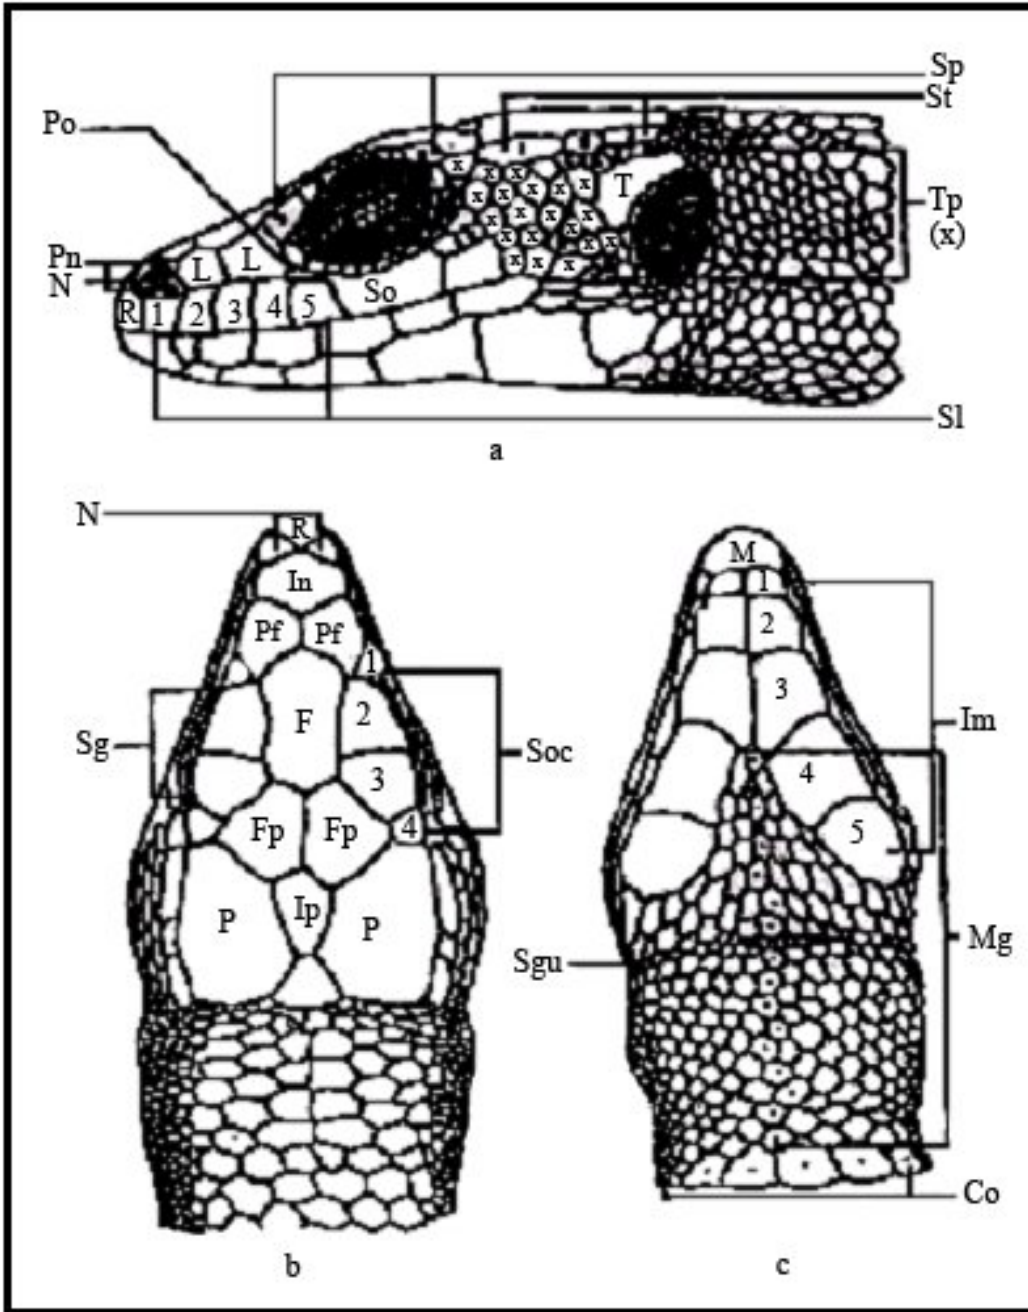 Sp
St
Po
x x x x x x x x x x x x x x x x x x x x x
T
Tp
(x)
Pn
N
L L
So
R 1 2 3 4 5
Sl
a
N
R
In
Pf Pf
1
F
2
Sg
Soc
3
Fp Fp
4
P Ip P
b
M
1
2
3
Im
4
5
Sgu
Mg
Co
c